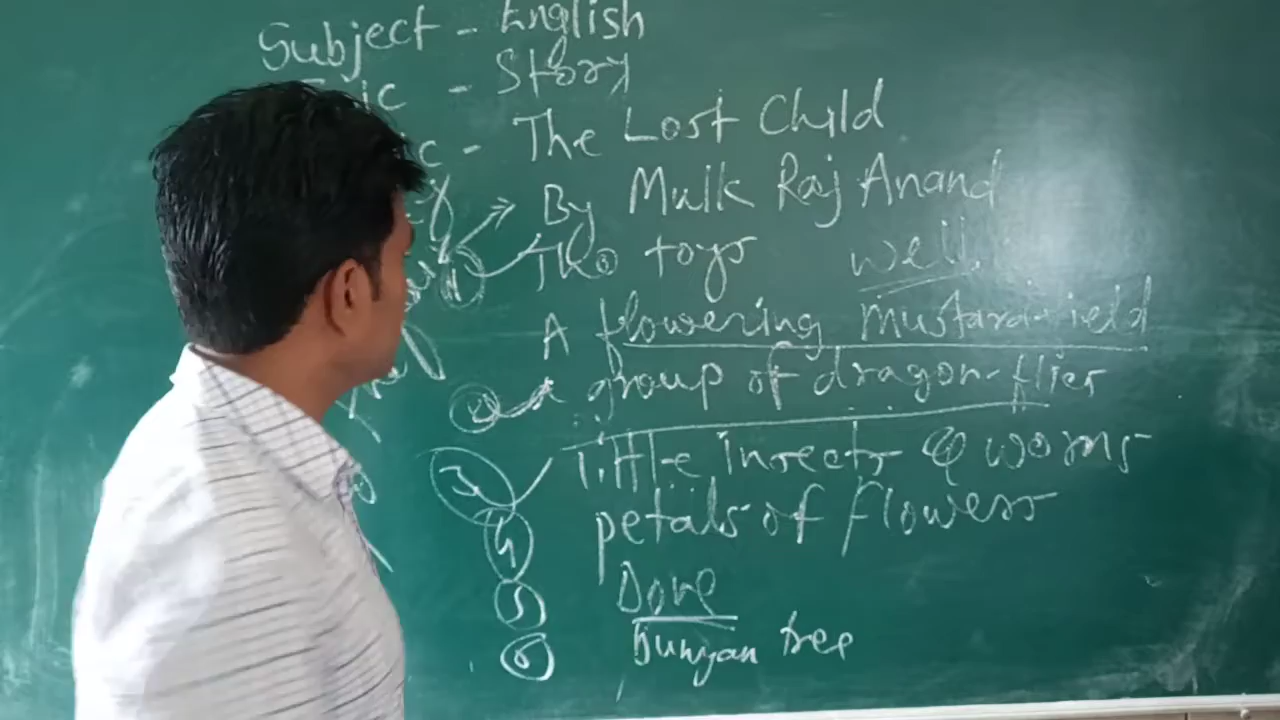 Subject - English
- Story
- The Lost Child
By Mulk Raj Anand
① The toys well
A flowering mustard field
② A group of dragon-flies
③ little insects & worms
④ petals of flowers
⑤ Dove
⑥ Bunyan tree